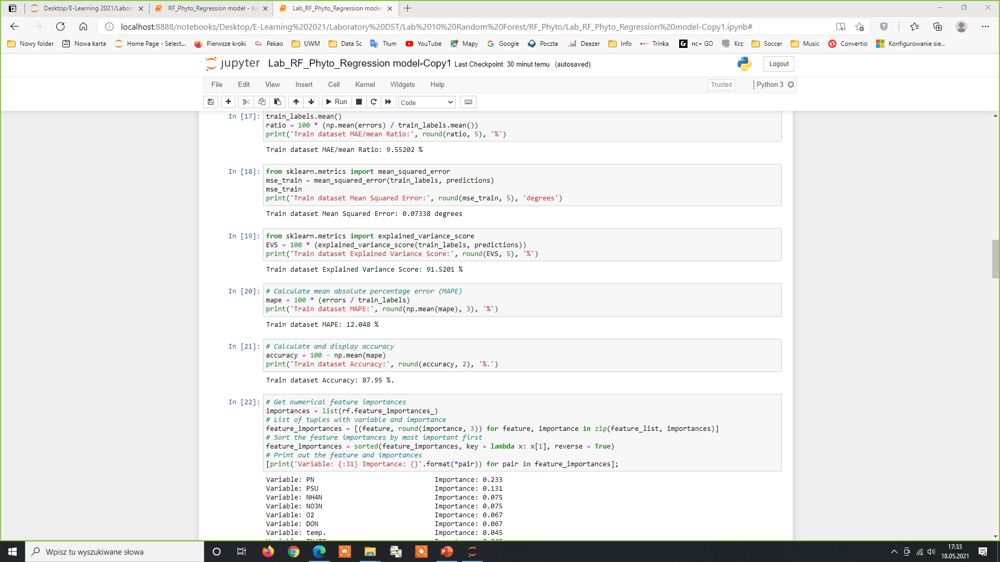 Desktop/E-Learning 2021/Labora
RF_Phyto_Regression model - Ju
Lab_RF_Phyto_Regression model
localhost:8888/notebooks/Desktop/E-Learning%202021/Laboratory%20DST/Lab%2010%20Random%20Forest/RF_Phyto/Lab_RF_Phyto_Regression%20model-Copy1.ipynb#
Nowy folder
Nowa karta
Home Page - Select...
Pierwsze kroki
Pekao
UWM
Data Sc
Tłum
YouTube
Mapy
Google
Poczta
Deezer
Info
Trinka
nc+ GO
Krz
Soccer
Music
Convertio
Konfigurowanie sie...
jupyter Lab_RF_Phyto_Regression model-Copy1 Last Checkpoint: 30 minut temu (autosaved)
Logout
File Edit View Insert Cell Kernel Widgets Help
Trusted
Python 3
Run
Code
In [17]: train_labels.mean()
ratio = 100 * (np.mean(errors) / train_labels.mean())
print('Train dataset MAE/mean Ratio:', round(ratio, 5), '%')
Train dataset MAE/mean Ratio: 9.55202 %
In [18]: from sklearn.metrics import mean_squared_error
mse_train = mean_squared_error(train_labels, predictions)
mse_train
print('Train dataset Mean Squared Error:', round(mse_train, 5), 'degrees')
Train dataset Mean Squared Error: 0.07338 degrees
In [19]: from sklearn.metrics import explained_variance_score
EVS = 100 * (explained_variance_score(train_labels, predictions))
print('Train dataset Explained Variance Score:', round(EVS, 5), '%')
Train dataset Explained Variance Score: 91.5201 %
In [20]: # Calculate mean absolute percentage error (MAPE)
mape = 100 * (errors / train_labels)
print('Train dataset MAPE:', round(np.mean(mape), 3), '%')
Train dataset MAPE: 12.048 %
In [21]: # Calculate and display accuracy
accuracy = 100 - np.mean(mape)
print('Train dataset Accuracy:', round(accuracy, 2), '%.')
Train dataset Accuracy: 87.95 %.
In [22]: # Get numerical feature importances
importances = list(rf.feature_importances_)
# List of tuples with variable and importance
feature_importances = [(feature, round(importance, 3)) for feature, importance in zip(feature_list, importances)]
# Sort the feature importances by most important first
feature_importances = sorted(feature_importances, key = lambda x: x[1], reverse = True)
# Print out the feature and importances
[print('Variable: {:31} Importance: {}'.format(*pair)) for pair in feature_importances];
Variable: PN Importance: 0.233
Variable: PSU Importance: 0.131
Variable: NH4N Importance: 0.075
Variable: NO3N Importance: 0.075
Variable: O2 Importance: 0.067
Variable: DON Importance: 0.067
Variable: temp. Importance: 0.045
Wpisz tu wyszukiwane słowa
17:33
18.05.2021